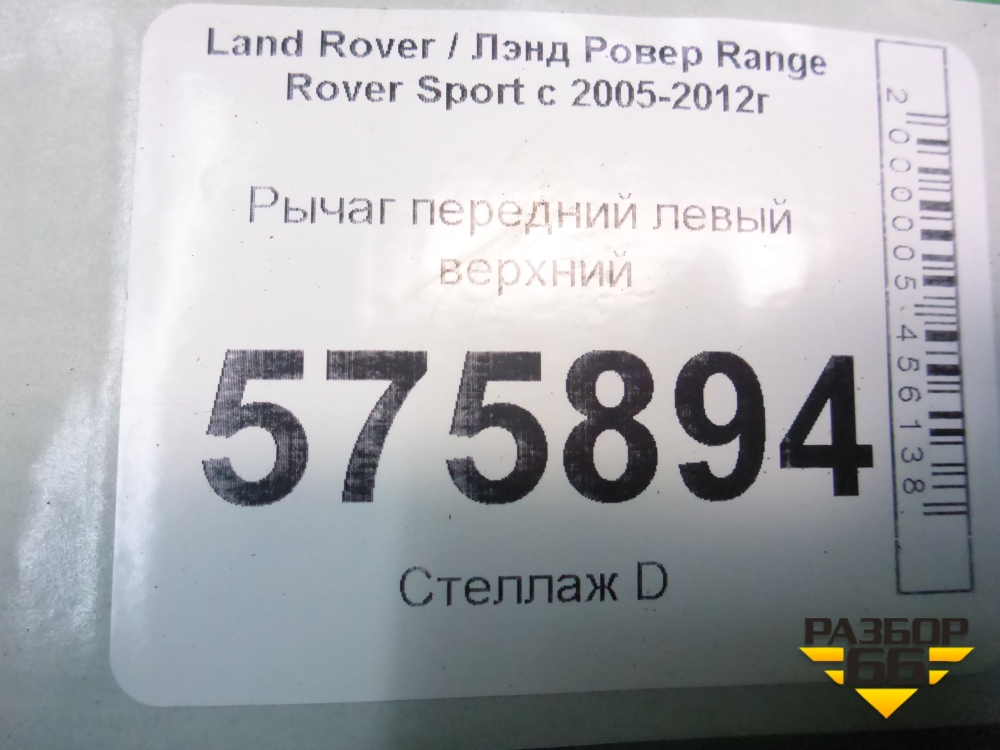 Land Rover / Лэнд Ровер Range
Rover Sport с 2005-2012г
Рычаг передний левый
верхний
575894
Стеллаж D
2000005456138
РАЗБОР
66